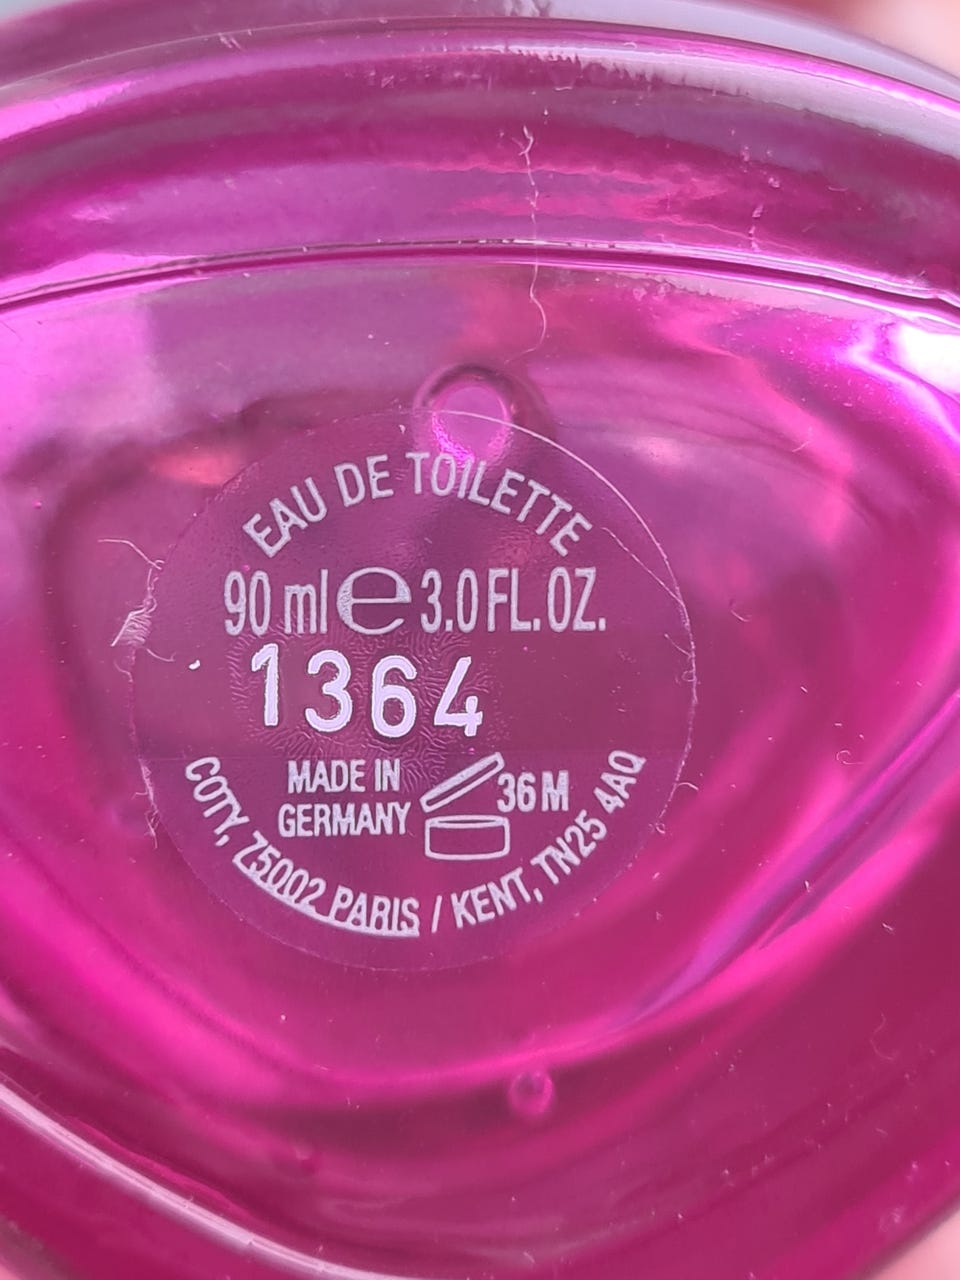 EAU DE TOILETTE
90 ml e 3.0 FL. OZ.
1364
MADE IN
GERMANY
36 M
COTY, 75002 PARIS / KENT, TN25 4AQ